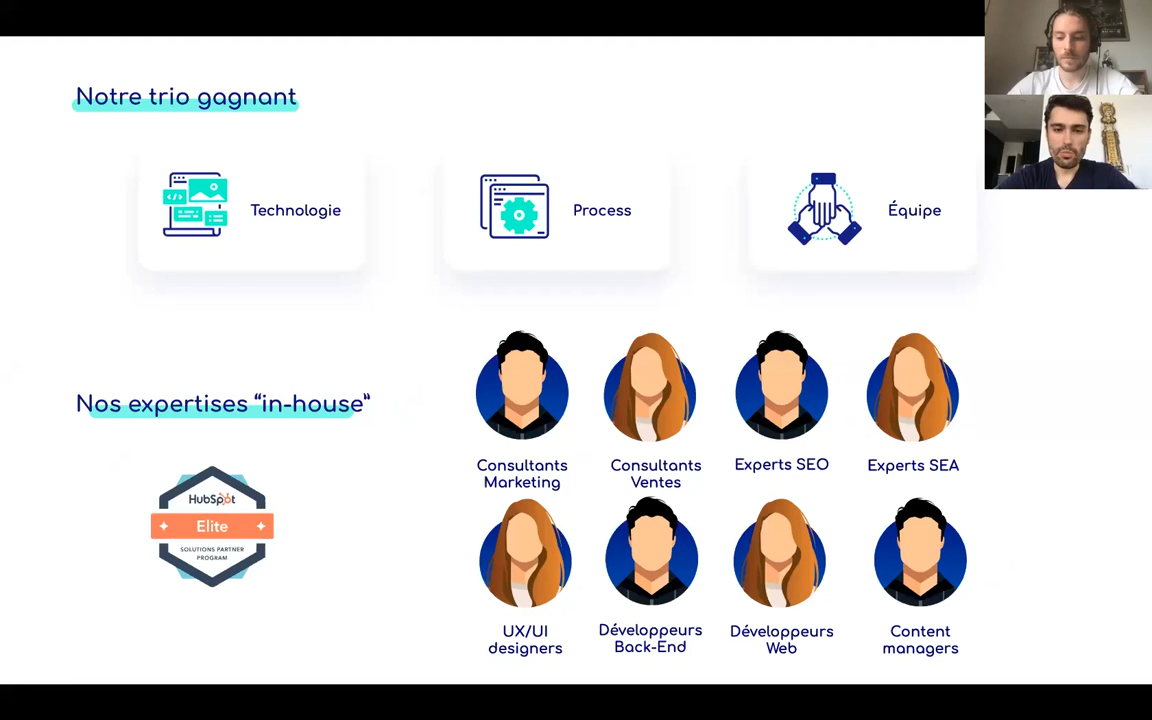 Notre trio gagnant
Technologie
Process
Équipe
Nos expertises “in-house”
HubSpot
Elite
SOLUTIONS PARTNER
PROGRAM
Consultants
Marketing
Consultants
Ventes
Experts SEO
Experts SEA
UX/UI
designers
Développeurs
Back-End
Développeurs
Web
Content
managers